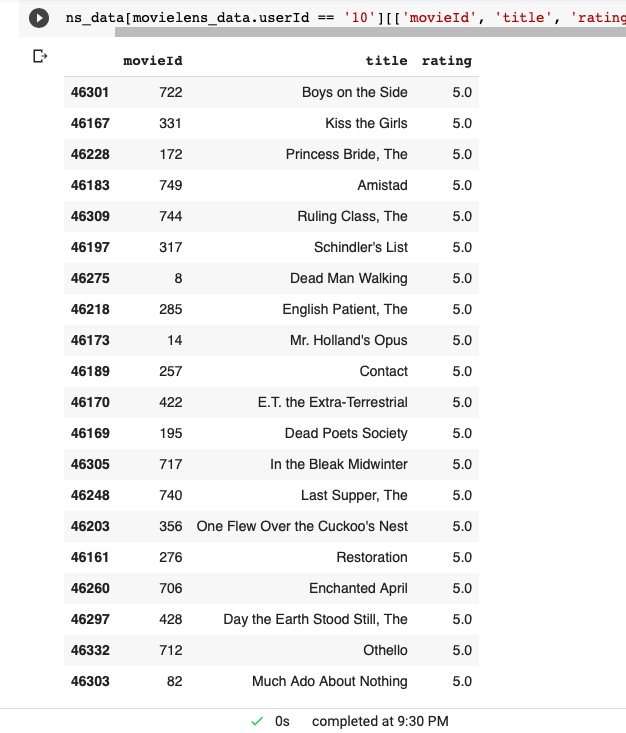 ns_data[movielens_data.userId == '10'][['movieId', 'title', 'rating
movieId title rating
46301 722 Boys on the Side 5.0
46167 331 Kiss the Girls 5.0
46228 172 Princess Bride, The 5.0
46183 749 Amistad 5.0
46309 744 Ruling Class, The 5.0
46197 317 Schindler's List 5.0
46275 8 Dead Man Walking 5.0
46218 285 English Patient, The 5.0
46173 14 Mr. Holland's Opus 5.0
46189 257 Contact 5.0
46170 422 E.T. the Extra-Terrestrial 5.0
46169 195 Dead Poets Society 5.0
46305 717 In the Bleak Midwinter 5.0
46248 740 Last Supper, The 5.0
46203 356 One Flew Over the Cuckoo's Nest 5.0
46161 276 Restoration 5.0
46260 706 Enchanted April 5.0
46297 428 Day the Earth Stood Still, The 5.0
46332 712 Othello 5.0
46303 82 Much Ado About Nothing 5.0
0s completed at 9:30 PM